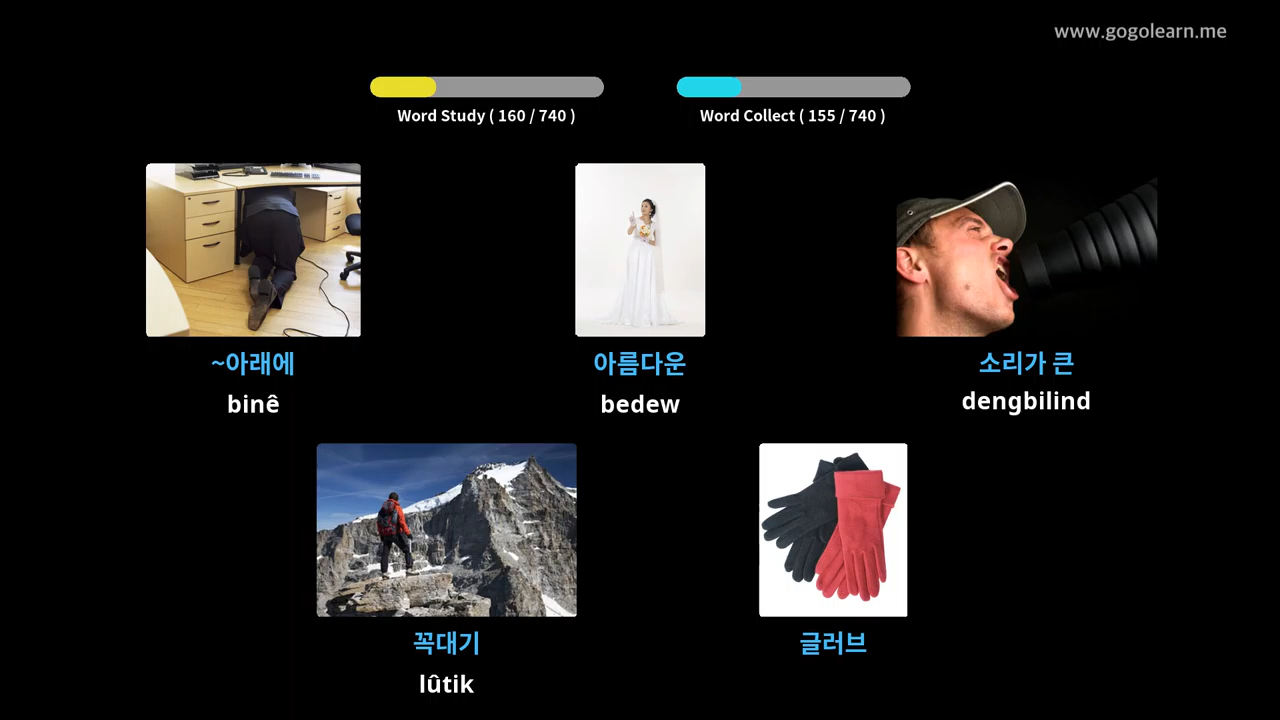 www.gogolearn.me
Word Study ( 160 / 740 )
Word Collect ( 155 / 740 )
~아래에
binê
아름다운
bedew
소리가 큰
dengbilind
꼭대기
lûtik
글러브